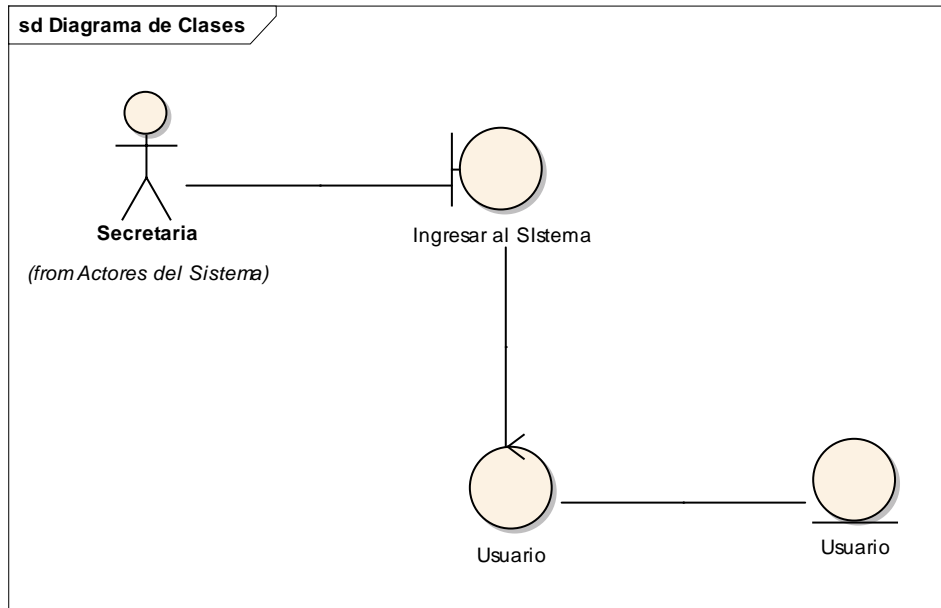 sd Diagrama de Clases
Secretaria
(from Actores del Sistema)
Ingresar al SIstema
Usuario
Usuario